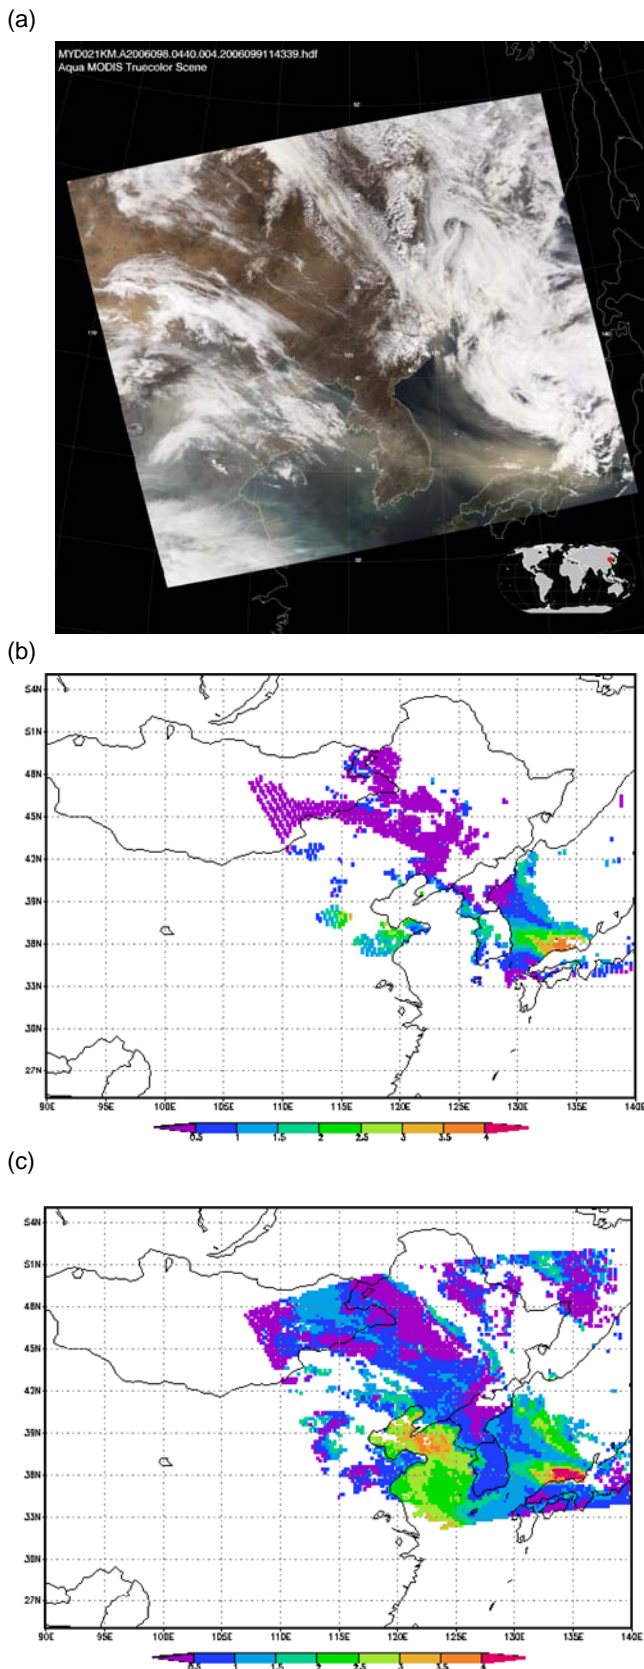 (a)
MYD021KM.A2006098.0440.004.2006099114339.hdf
Aqua MODIS Truecolor Scene
110
140
(b)
54N
51N
48N
45N
42N
39N
36N
33N
30N
27N
90E 95E 100E 105E 110E 115E 120E 125E 130E 135E 140E
0.5 1 1.5 2 2.5 3 3.5 4
(c)
54N
51N
48N
45N
42N
39N
36N
33N
30N
27N
90E 95E 100E 105E 110E 115E 120E 125E 130E 135E 140E
0.5 1 1.5 2 2.5 3 3.5 4